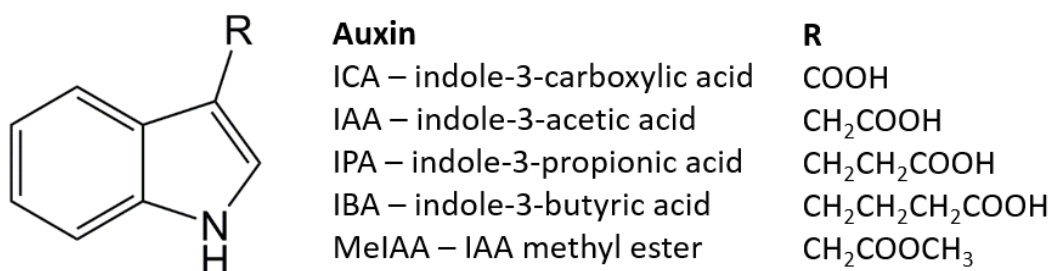 R
N
H
Auxin R
ICA – indole-3-carboxylic acid COOH
IAA – indole-3-acetic acid CH₂COOH
IPA – indole-3-propionic acid CH₂CH₂COOH
IBA – indole-3-butyric acid CH₂CH₂CH₂COOH
MeIAA – IAA methyl ester CH₂COOCH₃